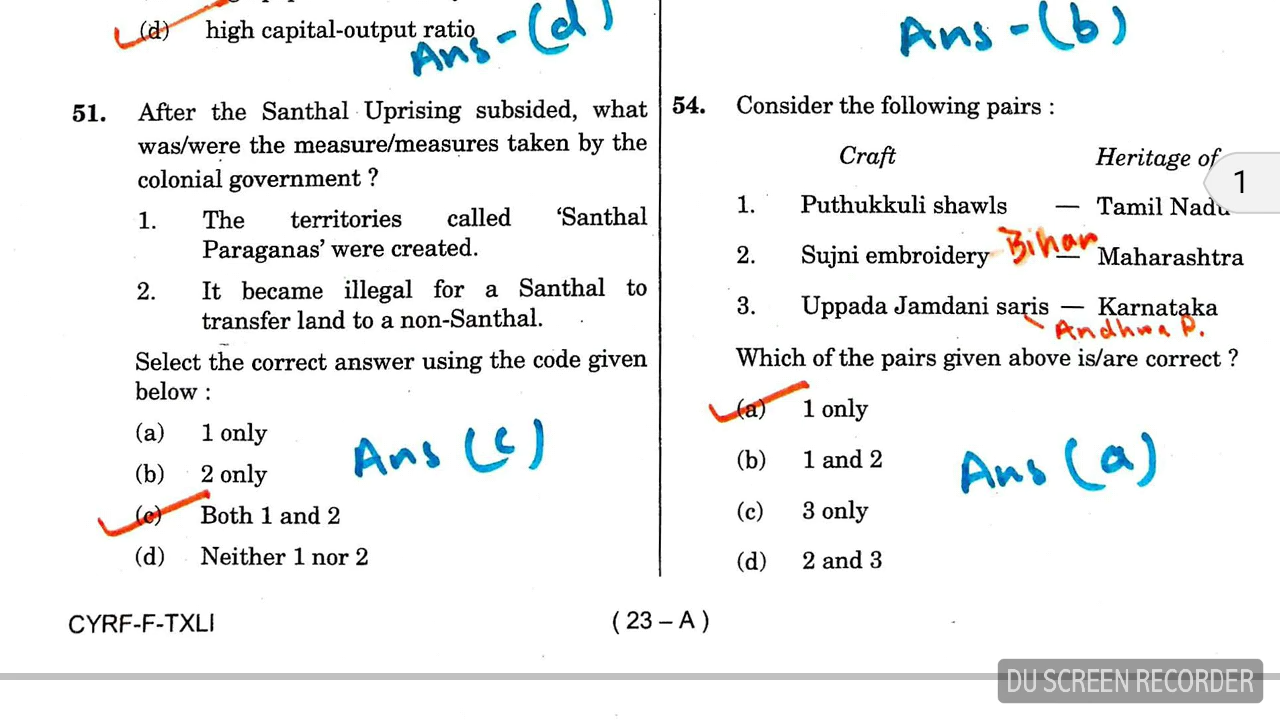 (d) high capital-output ratio
Ans - (d)
51. After the Santhal Uprising subsided, what
was/were the measure/measures taken by the
colonial government ?
1. The territories called ‘Santhal
Paraganas’ were created.
2. It became illegal for a Santhal to
transfer land to a non-Santhal.
Select the correct answer using the code given
below :
(a) 1 only
(b) 2 only
(c) Both 1 and 2
(d) Neither 1 nor 2
Ans (c)
Ans - (b)
54. Consider the following pairs :
Craft Heritage of
1. Puthukkuli shawls — Tamil Nadu
2. Sujni embroidery — Maharashtra
Bihar
3. Uppada Jamdani saris — Karnataka
Andhra P.
Which of the pairs given above is/are correct ?
(a) 1 only
(b) 1 and 2
(c) 3 only
(d) 2 and 3
Ans (a)
1
CYRF-F-TXLI
( 23 – A )
DU SCREEN RECORDER